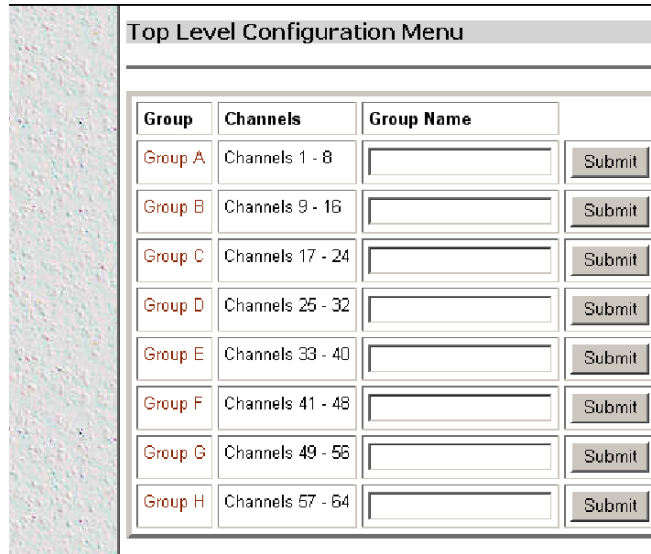 Top Level Configuration Menu
Group Channels Group Name
Group A Channels 1 - 8 Submit
Group B Channels 9 - 16 Submit
Group C Channels 17 - 24 Submit
Group D Channels 25 - 32 Submit
Group E Channels 33 - 40 Submit
Group F Channels 41 - 48 Submit
Group G Channels 49 - 56 Submit
Group H Channels 57 - 64 Submit